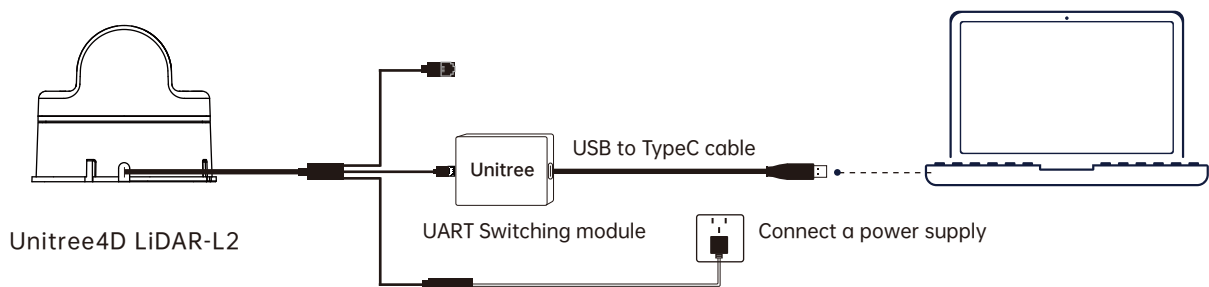 USB to TypeC cable
Unitree
UART Switching module
Connect a power supply
Unitree4D LiDAR-L2